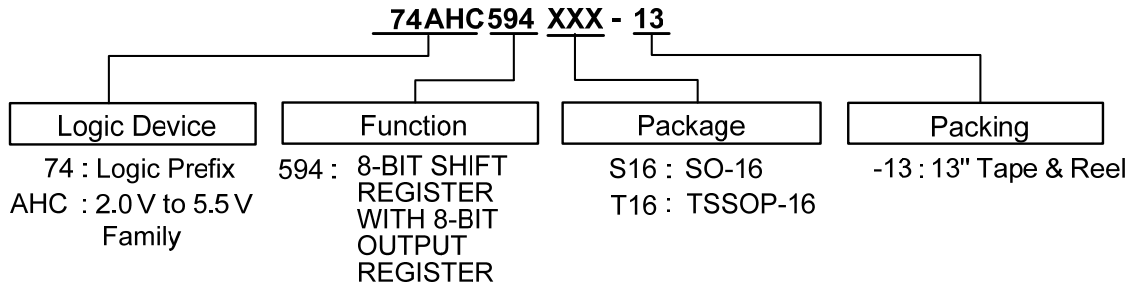 74AHC594 XXX - 13
Logic Device
74 : Logic Prefix
AHC : 2.0 V to 5.5 V
Family
Function
594 : 8-BIT SHIFT
REGISTER
WITH 8-BIT
OUTPUT
REGISTER
Package
S16 : SO-16
T16 : TSSOP-16
Packing
-13 : 13" Tape & Reel